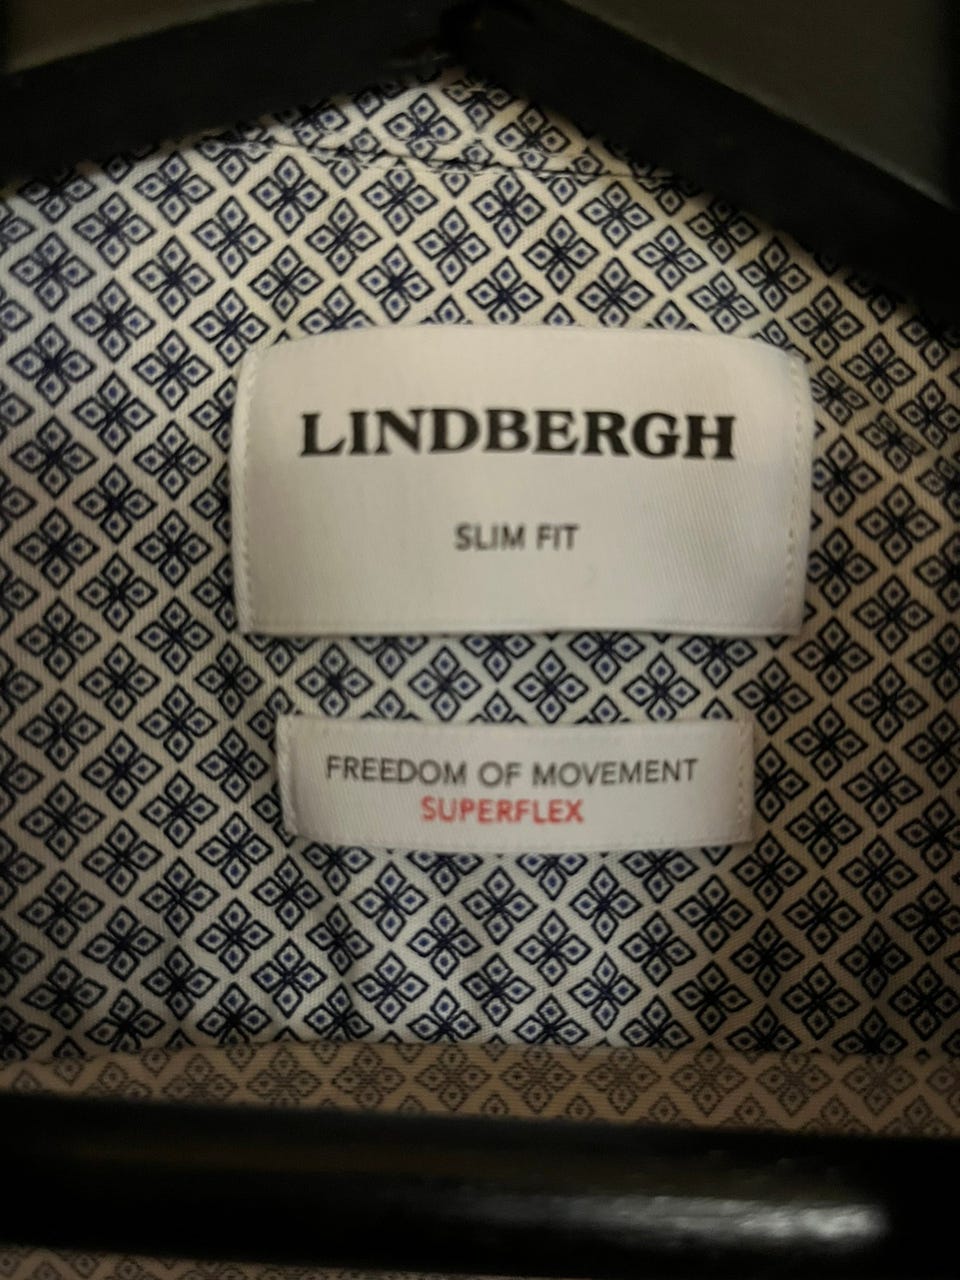 LINDBERGH
SLIM FIT
FREEDOM OF MOVEMENT
SUPERFLEX